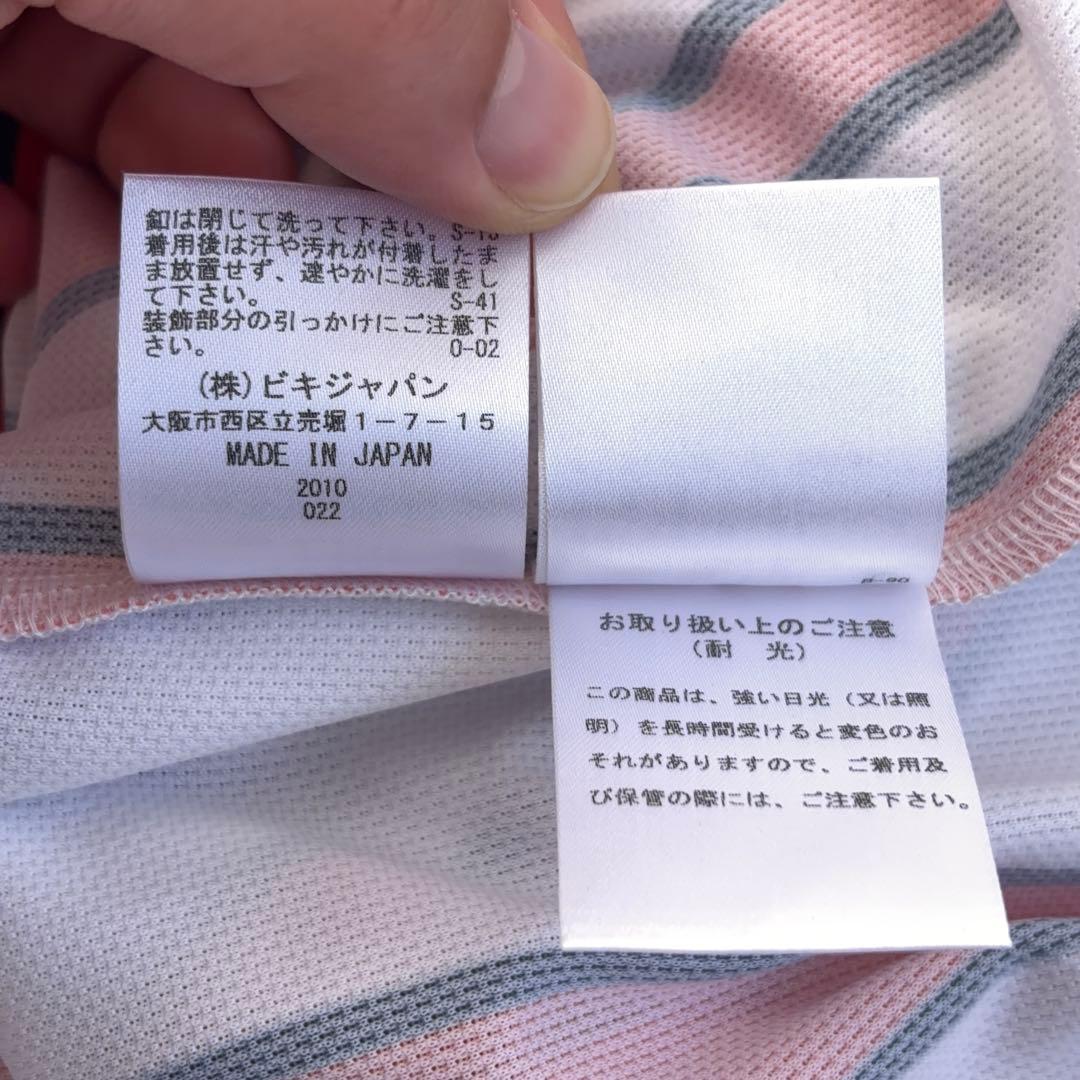 釦は閉じて洗って下さい。S-18
着用後は汗や汚れが付着したま
ま放置せず、速やかに洗濯をし
て下さい。 S-41
装飾部分の引っかけにご注意下
さい。 0-02
(株)ビキジャパン
大阪市西区立売堀1-7-15
MADE IN JAPAN
2010
022
お取り扱い上のご注意
(耐 光)
この商品は、強い日光(又は照
明)を長時間受けると変色のお
それがありますので、ご着用及
び保管の際には、ご注意下さい。